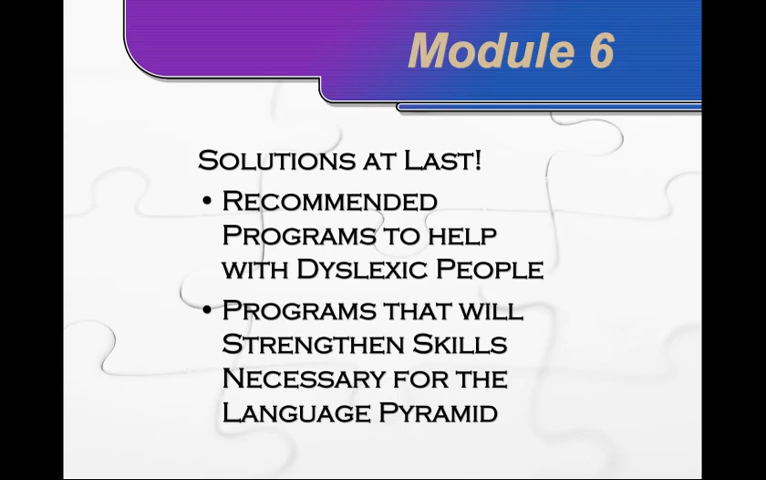 Module 6
Solutions at Last!
• Recommended
Programs to help
with Dyslexic People
• Programs that will
Strengthen Skills
Necessary for the
Language Pyramid